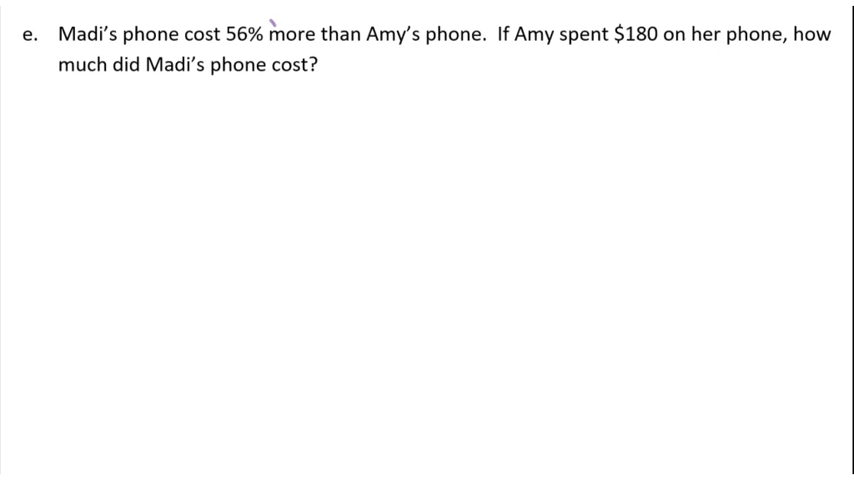 e. Madi’s phone cost 56% more than Amy’s phone. If Amy spent $180 on her phone, how
much did Madi’s phone cost?